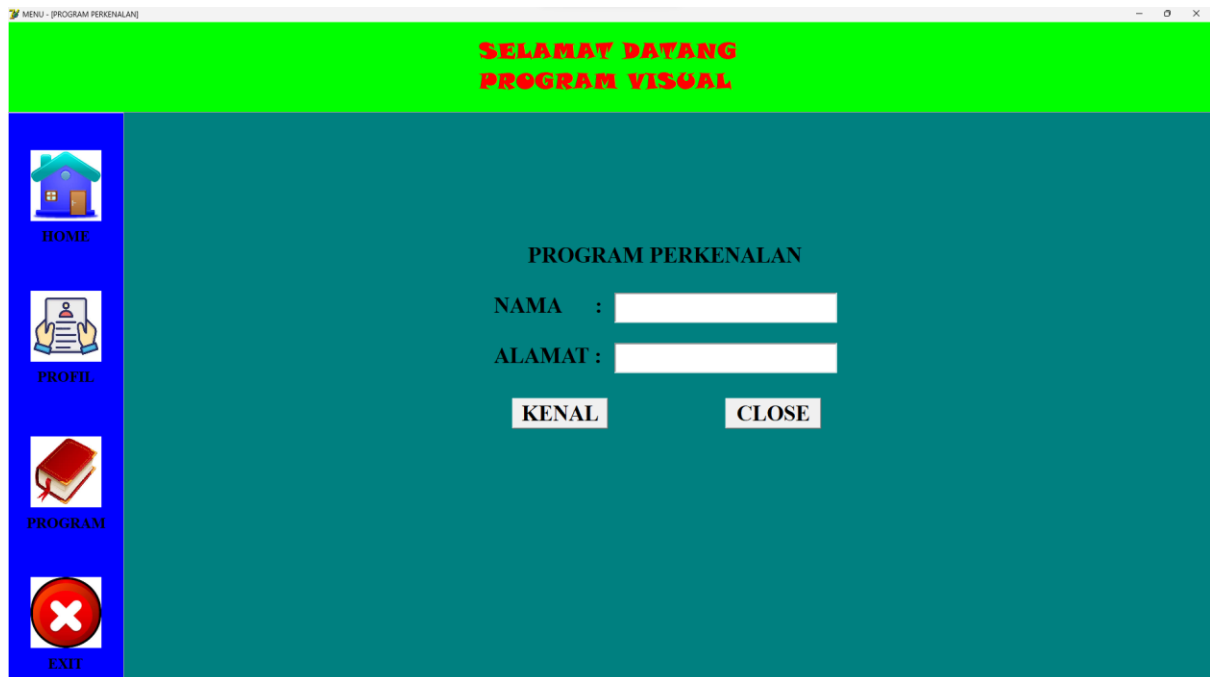 MENU - [PROGRAM PERKENALAN]
SELAMAT DATANG
PROGRAM VISUAL
HOME
PROFIL
PROGRAM
EXIT
PROGRAM PERKENALAN
NAMA :
ALAMAT :
KENAL CLOSE